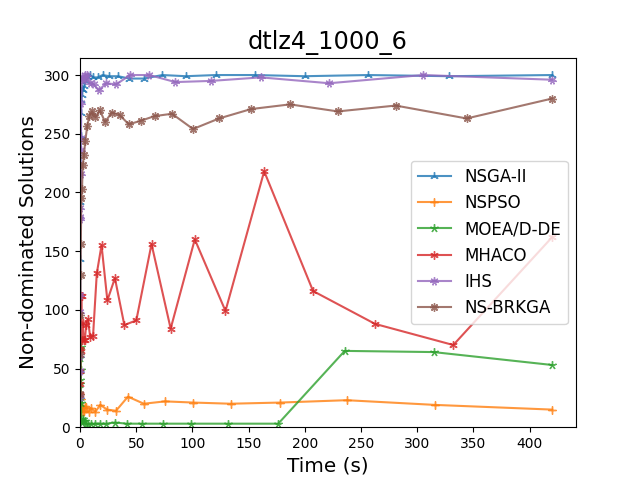 dtlz4_1000_6
Non-dominated Solutions
300
250
200
150
100
50
0
NSGA-II
NSPSO
MOEA/D-DE
MHACO
IHS
NS-BRKGA
0 50 100 150 200 250 300 350 400
Time (s)